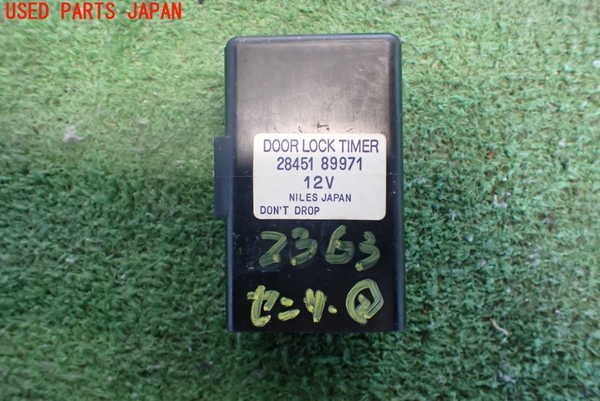 USED PARTS JAPAN
DOOR LOCK TIMER
28451 89971
12V
NILES JAPAN
DON'T DROP
2363
センサ.